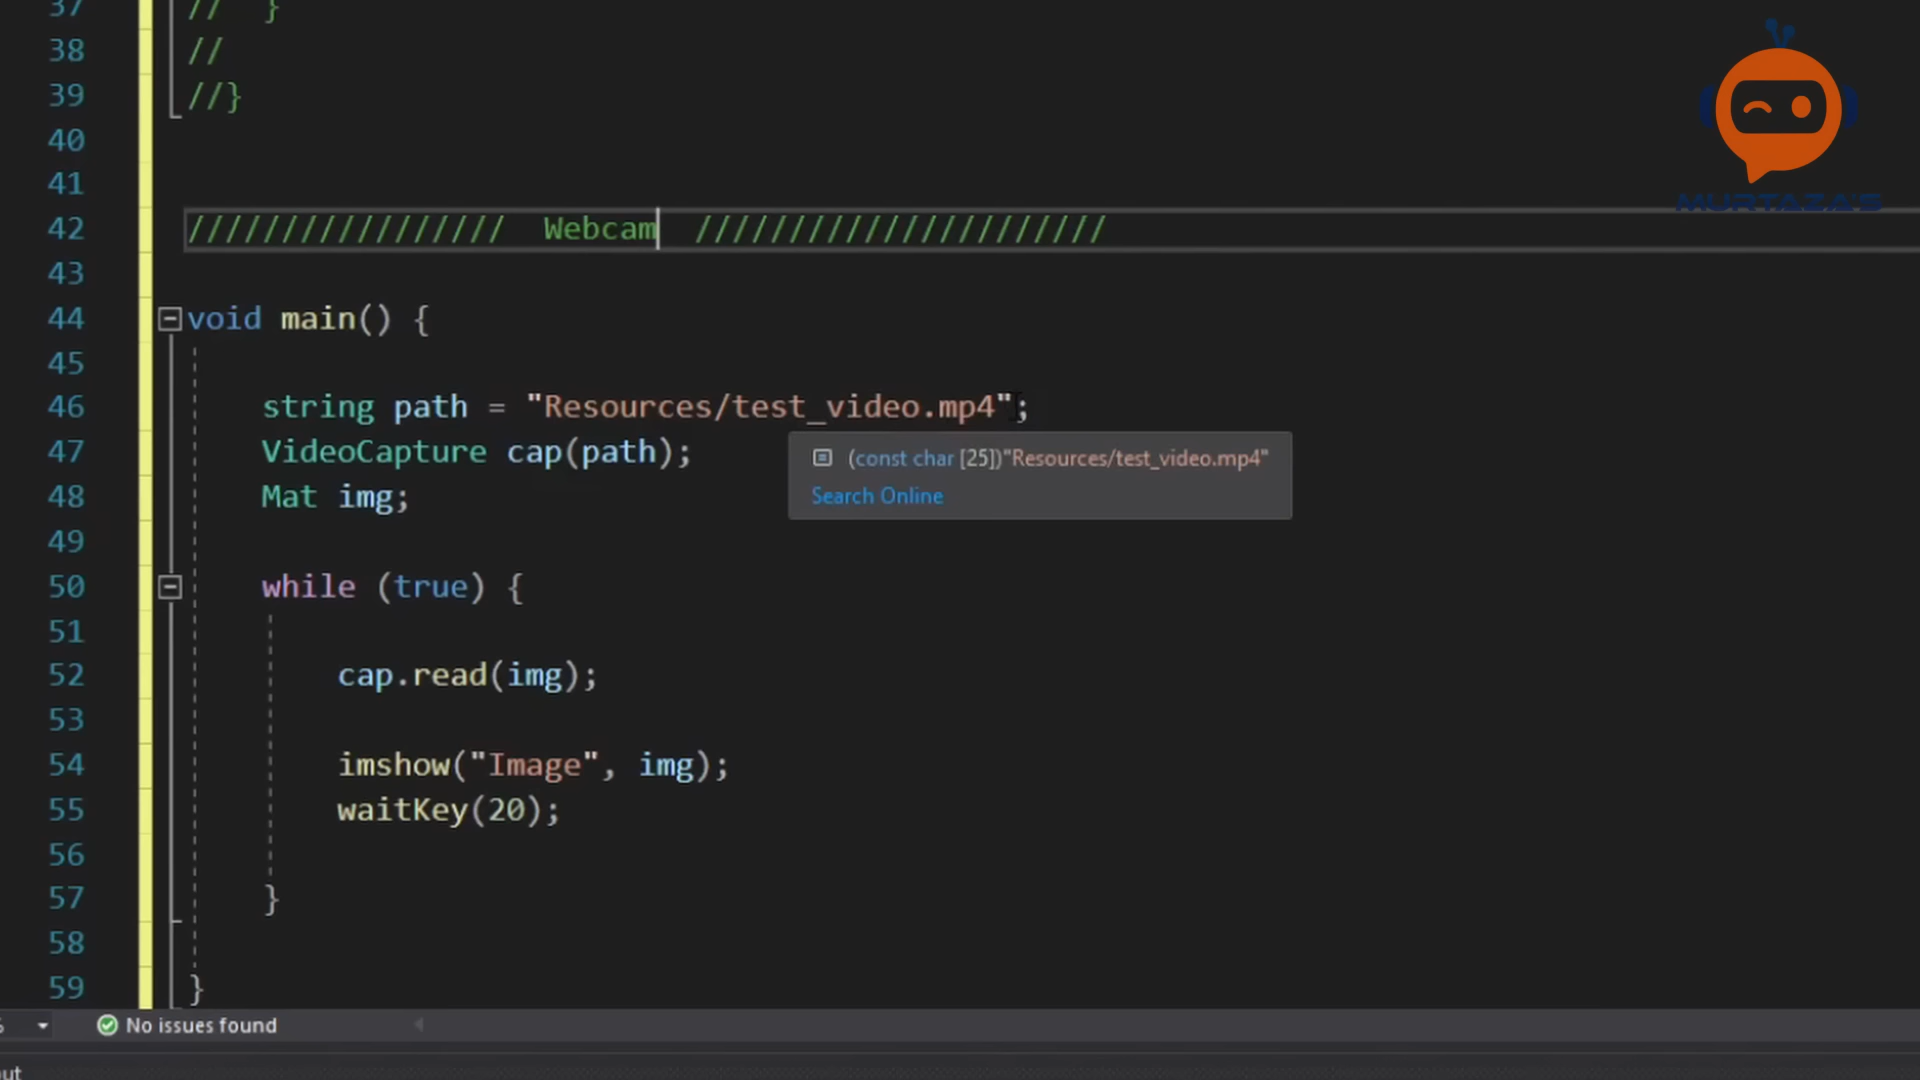 37 // }
38 //
39 //}
40
41
42 ///////////////// Webcam //////////////////////
43
44 void main() {
45
46 string path = "Resources/test_video.mp4";
47 VideoCapture cap(path);
(const char [25])"Resources/test_video.mp4"
48 Mat img;
Search Online
49
50 while (true) {
51
52 cap.read(img);
53
54 imshow("Image", img);
55 waitKey(20);
56
57 }
58
59 }
No issues found
MURTAZA'S